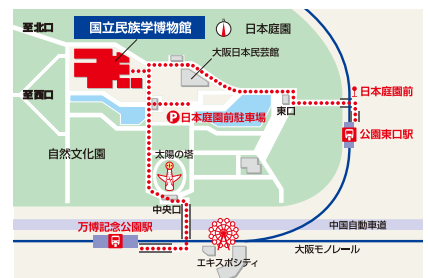 至北口
国立民族学博物館
日本庭園
大阪日本民芸館
至西口
日本庭園前
P日本庭園前駐車場
東口
公園東口駅
自然文化園
太陽の塔
中央口
万博記念公園駅
中国自動車道
大阪モノレール
エキスポシティ